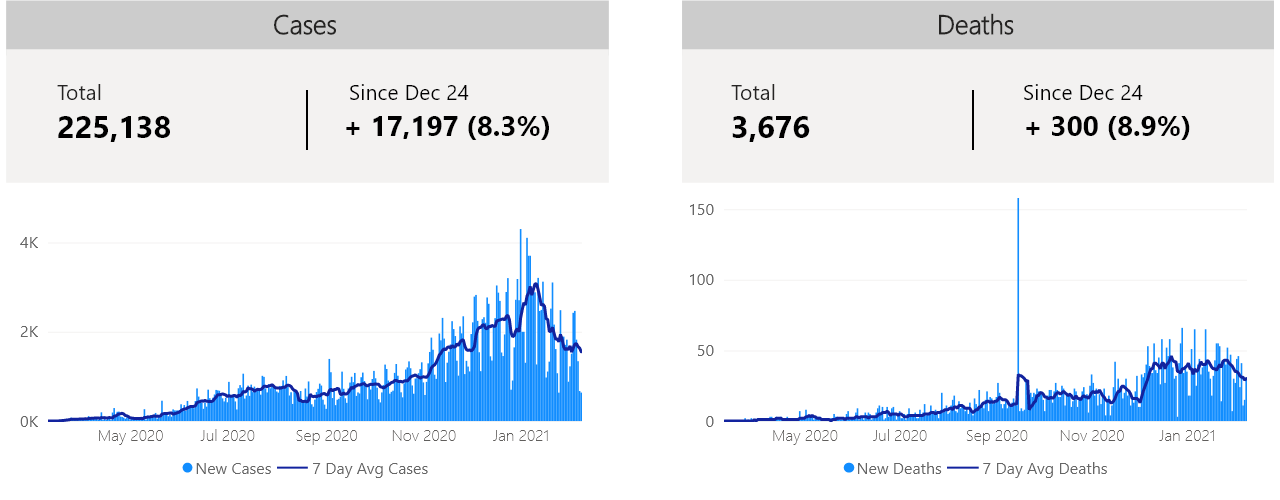 Cases
Total
225,138
Since Dec 24
+ 17,197 (8.3%)
4K
2K
0K
May 2020 Jul 2020 Sep 2020 Nov 2020 Jan 2021
New Cases 7 Day Avg Cases
Deaths
Total
3,676
Since Dec 24
+ 300 (8.9%)
150
100
50
0
May 2020 Jul 2020 Sep 2020 Nov 2020 Jan 2021
New Deaths 7 Day Avg Deaths